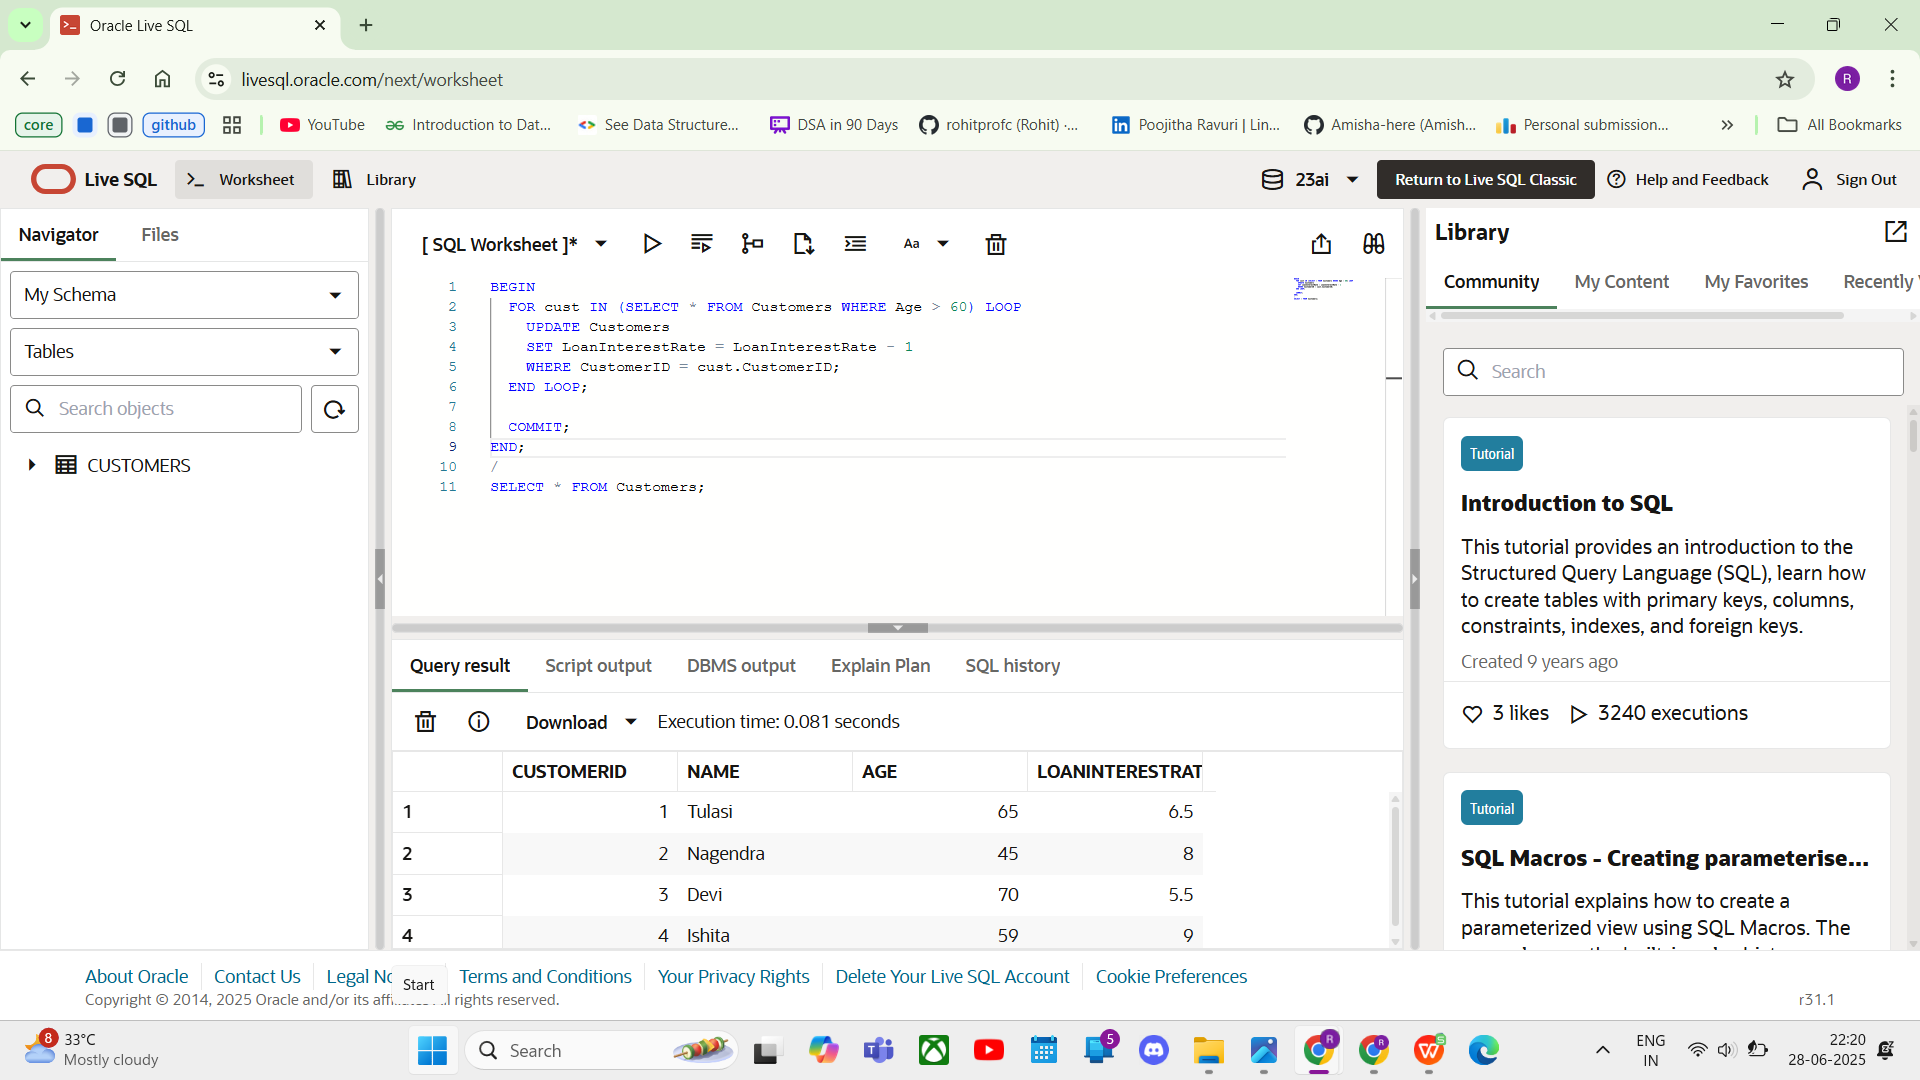 Oracle Live SQL
livesql.oracle.com/next/worksheet
R
core
github
YouTube
Introduction to Dat...
See Data Structure...
DSA in 90 Days
rohitprofc (Rohit) ·...
Poojitha Ravuri | Lin...
Amisha-here (Amish...
Personal submission...
All Bookmarks
Live SQL
Worksheet
Library
23ai
Return to Live SQL Classic
Help and Feedback
Sign Out
Navigator
Files
My Schema
Tables
Search objects
CUSTOMERS
[ SQL Worksheet ]*
Aa
1 BEGIN
2 FOR cust IN (SELECT * FROM Customers WHERE Age > 60) LOOP
3 UPDATE Customers
4 SET LoanInterestRate = LoanInterestRate - 1
5 WHERE CustomerID = cust.CustomerID;
6 END LOOP;
7
8 COMMIT;
9 END;
10 /
11 SELECT * FROM Customers;
Query result
Script output
DBMS output
Explain Plan
SQL history
Download
Execution time: 0.081 seconds
CUSTOMERID NAME AGE LOANINTERESTRAT
1 1 Tulasi 65 6.5
2 2 Nagendra 45 8
3 3 Devi 70 5.5
4 4 Ishita 59 9
Library
Community
My Content
My Favorites
Recently
Search
Tutorial
Introduction to SQL
This tutorial provides an introduction to the
Structured Query Language (SQL), learn how
to create tables with primary keys, columns,
constraints, indexes, and foreign keys.
Created 9 years ago
3 likes
3240 executions
Tutorial
SQL Macros - Creating parameterise...
This tutorial explains how to create a
parameterized view using SQL Macros. The
About Oracle
Contact Us
Legal No
Start
Terms and Conditions
Your Privacy Rights
Delete Your Live SQL Account
Cookie Preferences
Copyright © 2014, 2025 Oracle and/or its rights reserved.
r31.1
8
33°C
Mostly cloudy
Search
5
R
R
ENG
IN
22:20
28-06-2025